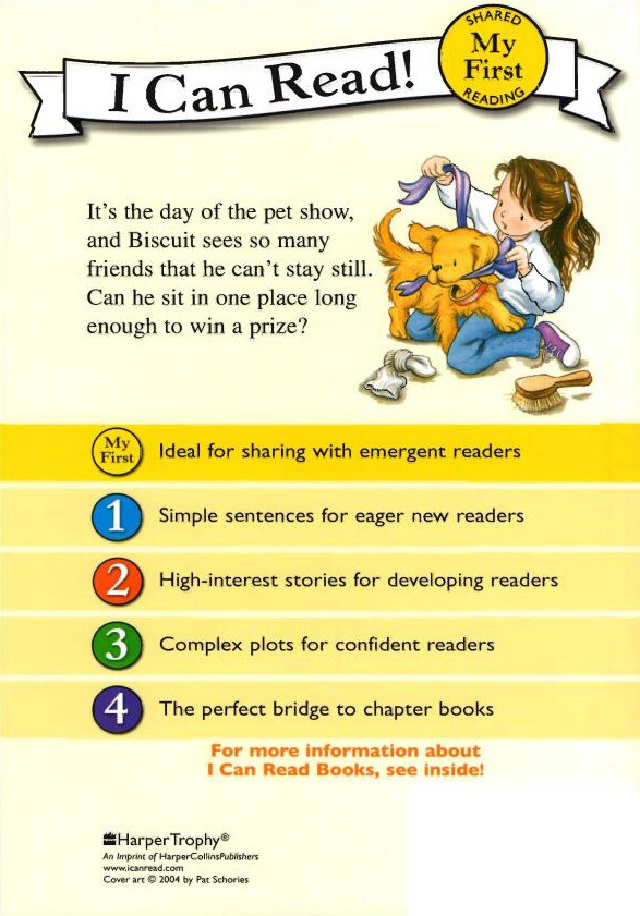 SHARED
My
First
READING
I Can Read!
It's the day of the pet show,
and Biscuit sees so many
friends that he can't stay still.
Can he sit in one place long
enough to win a prize?
My
First
Ideal for sharing with emergent readers
1 Simple sentences for eager new readers
2 High-interest stories for developing readers
3 Complex plots for confident readers
4 The perfect bridge to chapter books
For more information about
I Can Read Books, see inside!
HarperTrophy®
An Imprint of HarperCollinsPublishers
www.icanread.com
Cover art © 2004 by Pat Schories